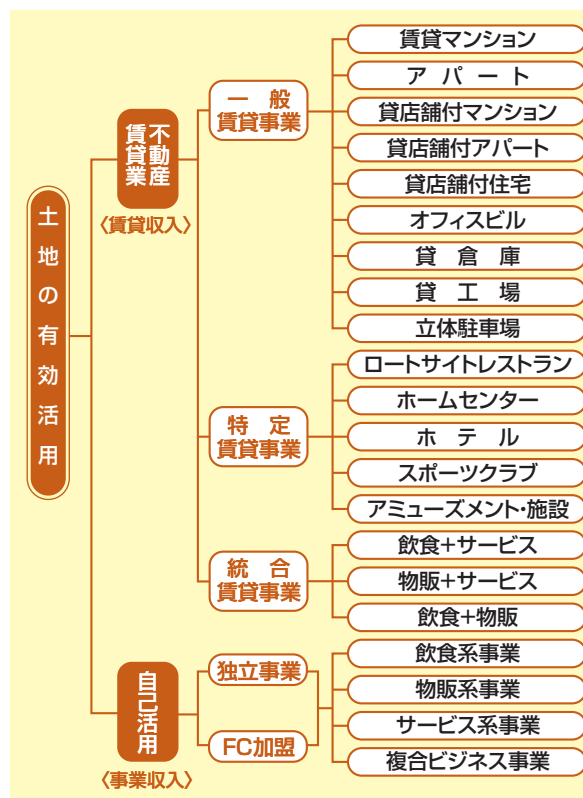 土地の有効活用
不動産
賃貸業
〈賃貸収入〉
一般
賃貸事業
賃貸マンション
アパート
貸店舗付マンション
貸店舗付アパート
貸店舗付住宅
オフィスビル
貸倉庫
貸工場
立体駐車場
特定
賃貸事業
ロートサイトレストラン
ホームセンター
ホテル
スポーツクラブ
アミューズメント・施設
統合
賃貸事業
飲食+サービス
物販+サービス
飲食+物販
自己活用
〈事業収入〉
独立事業
FC加盟
飲食系事業
物販系事業
サービス系事業
複合ビジネス事業